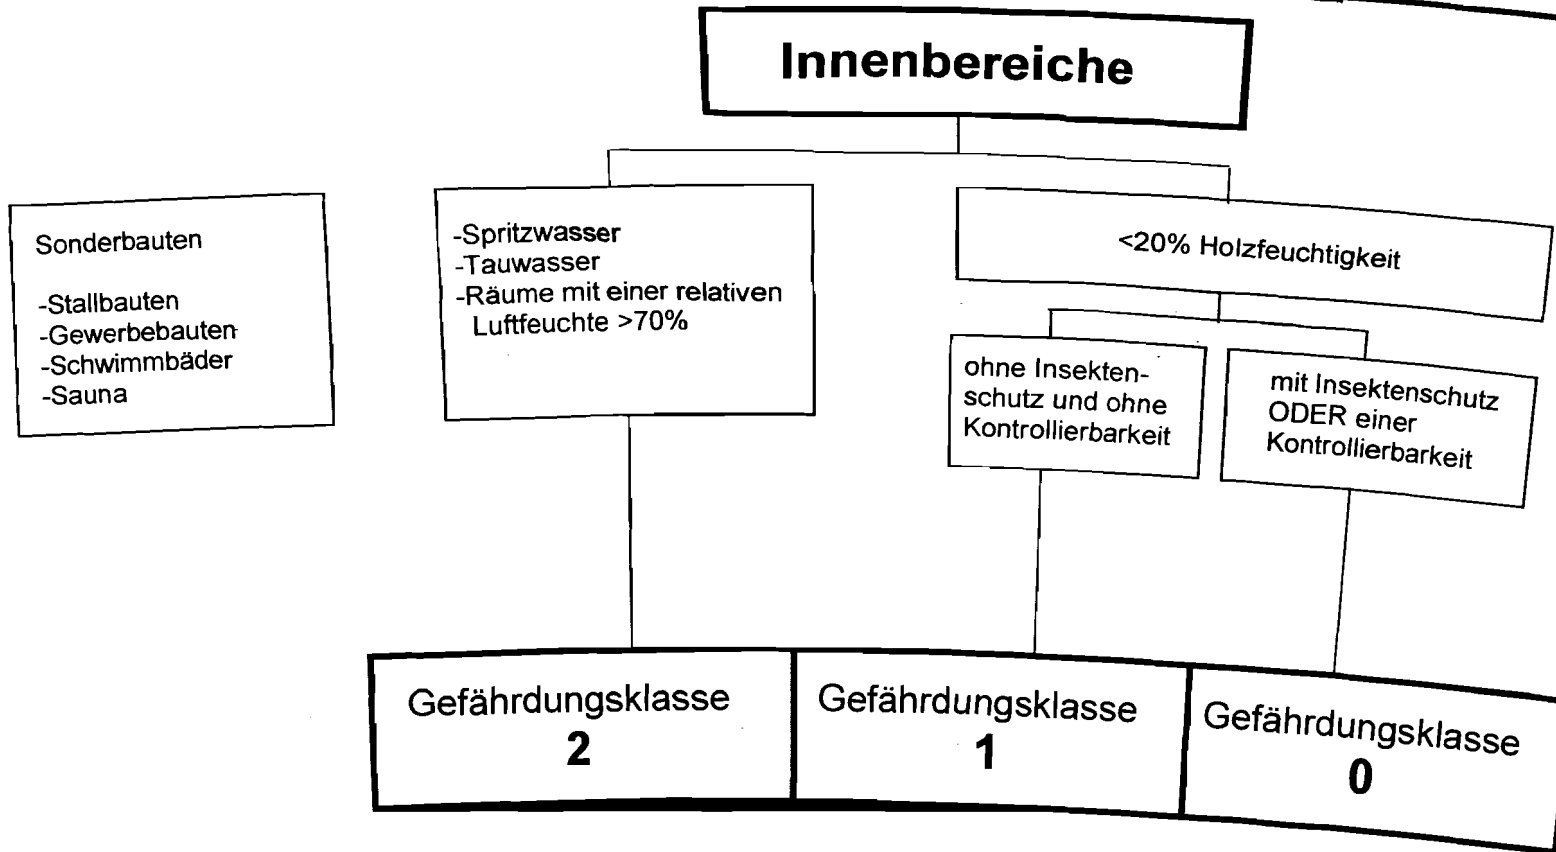 Innenbereiche
Sonderbauten
-Stallbauten
-Gewerbebauten
-Schwimmbäder
-Sauna
-Spritzwasser
-Tauwasser
-Räume mit einer relativen
Luftfeuchte >70%
<20% Holzfeuchtigkeit
ohne Insekten-
schutz und ohne
Kontrollierbarkeit
mit Insektenschutz
ODER einer
Kontrollierbarkeit
Gefährdungsklasse
2
Gefährdungsklasse
1
Gefährdungsklasse
0